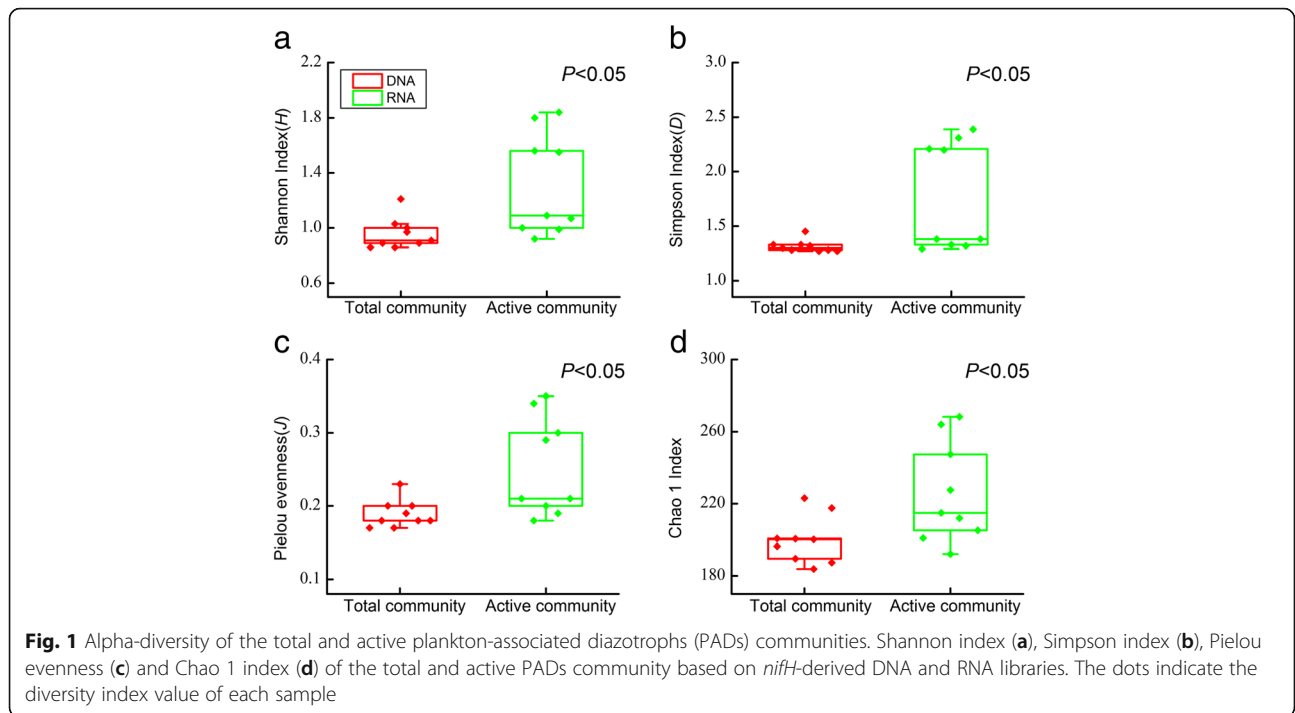 a
2.2
1.8
1.4
1.0
0.6
Shannon Index(H)
DNA
RNA
P<0.05
Total community
Active community
b
3.0
2.5
2.0
1.5
1.0
Simpson Index(D)
P<0.05
Total community
Active community
c
0.4
0.3
0.2
0.1
Pielou evenness(J)
P<0.05
Total community
Active community
d
300
260
220
180
Chao 1 Index
P<0.05
Total community
Active community
Fig. 1 Alpha-diversity of the total and active plankton-associated diazotrophs (PADs) communities. Shannon index (a), Simpson index (b), Pielou
evenness (c) and Chao 1 index (d) of the total and active PADs community based on nifH-derived DNA and RNA libraries. The dots indicate the
diversity index value of each sample